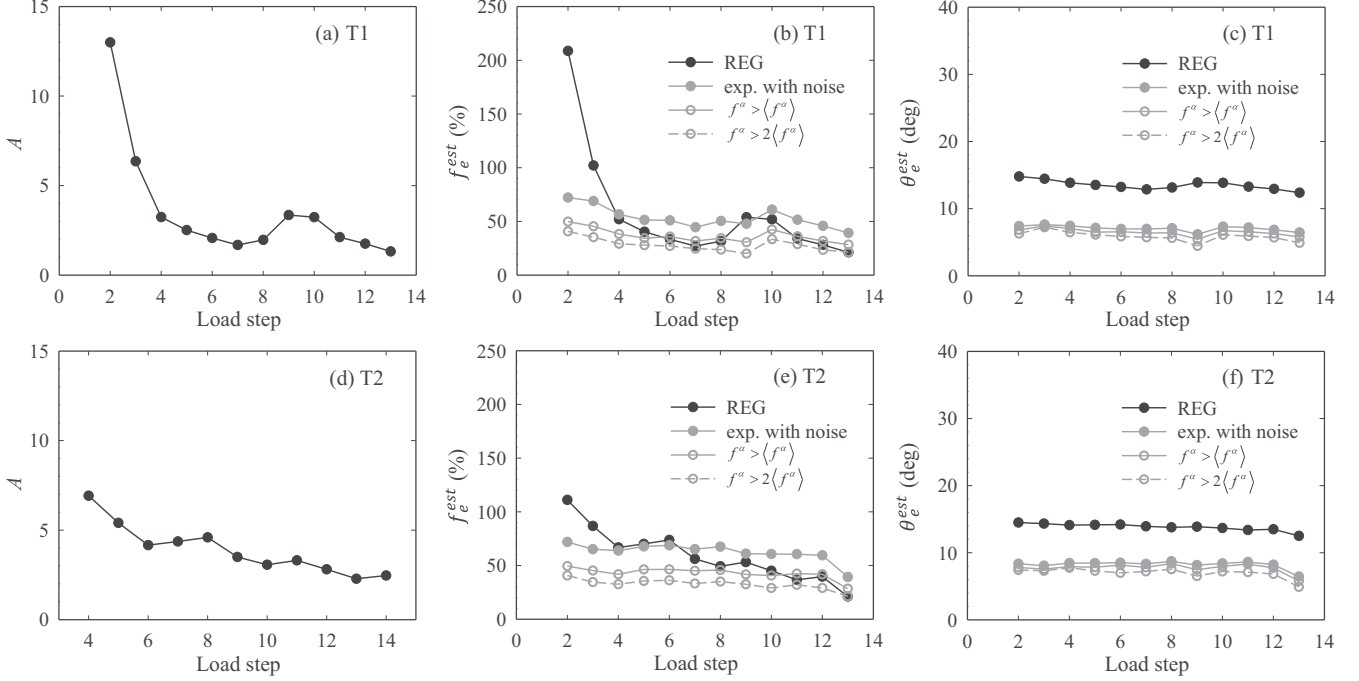 (a) T1
15
10
5
0
A
0 2 4 6 8 10 12 14
Load step
(b) T1
REG
exp. with noise
f^α > ⟨f^α⟩
f^α > 2⟨f^α⟩
250
200
150
100
50
0
f_e^est (%)
0 2 4 6 8 10 12 14
Load step
(c) T1
REG
exp. with noise
f^α > ⟨f^α⟩
f^α > 2⟨f^α⟩
40
30
20
10
0
θ_e^est (deg)
0 2 4 6 8 10 12 14
Load step
(d) T2
15
10
5
0
A
4 6 8 10 12 14
Load step
(e) T2
REG
exp. with noise
f^α > ⟨f^α⟩
f^α > 2⟨f^α⟩
250
200
150
100
50
0
f_e^est (%)
0 2 4 6 8 10 12 14
Load step
(f) T2
REG
exp. with noise
f^α > ⟨f^α⟩
f^α > 2⟨f^α⟩
40
30
20
10
0
θ_e^est (deg)
0 2 4 6 8 10 12 14
Load step